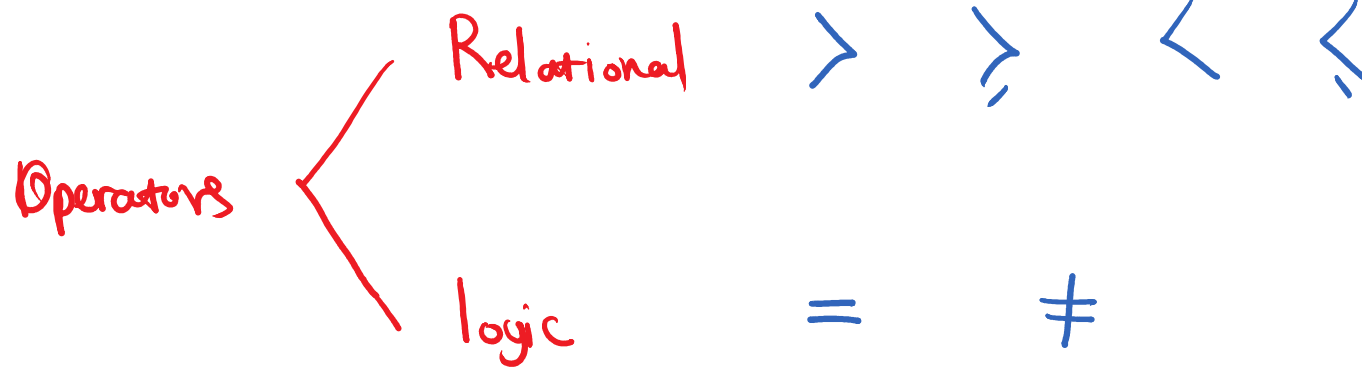 Relational > ≥ < ≤
Operators
logic = ≠